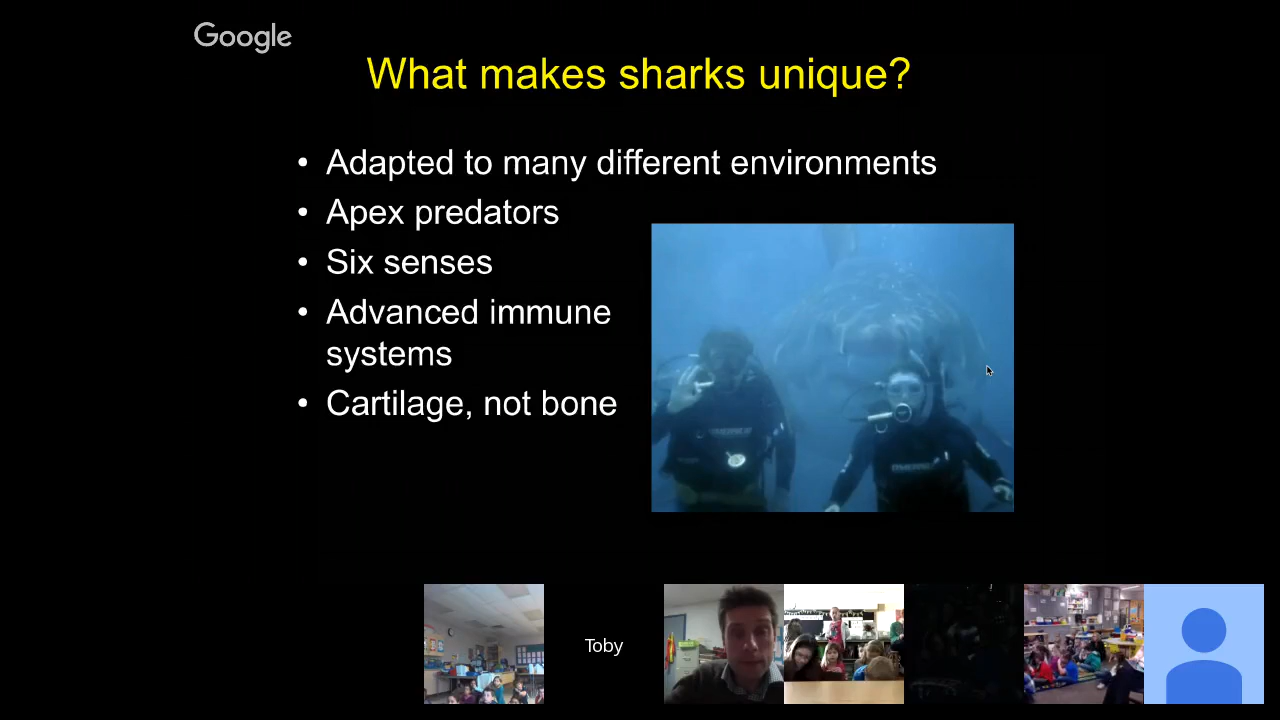 Google
What makes sharks unique?
• Adapted to many different environments
• Apex predators
• Six senses
• Advanced immune
systems
• Cartilage, not bone
Toby